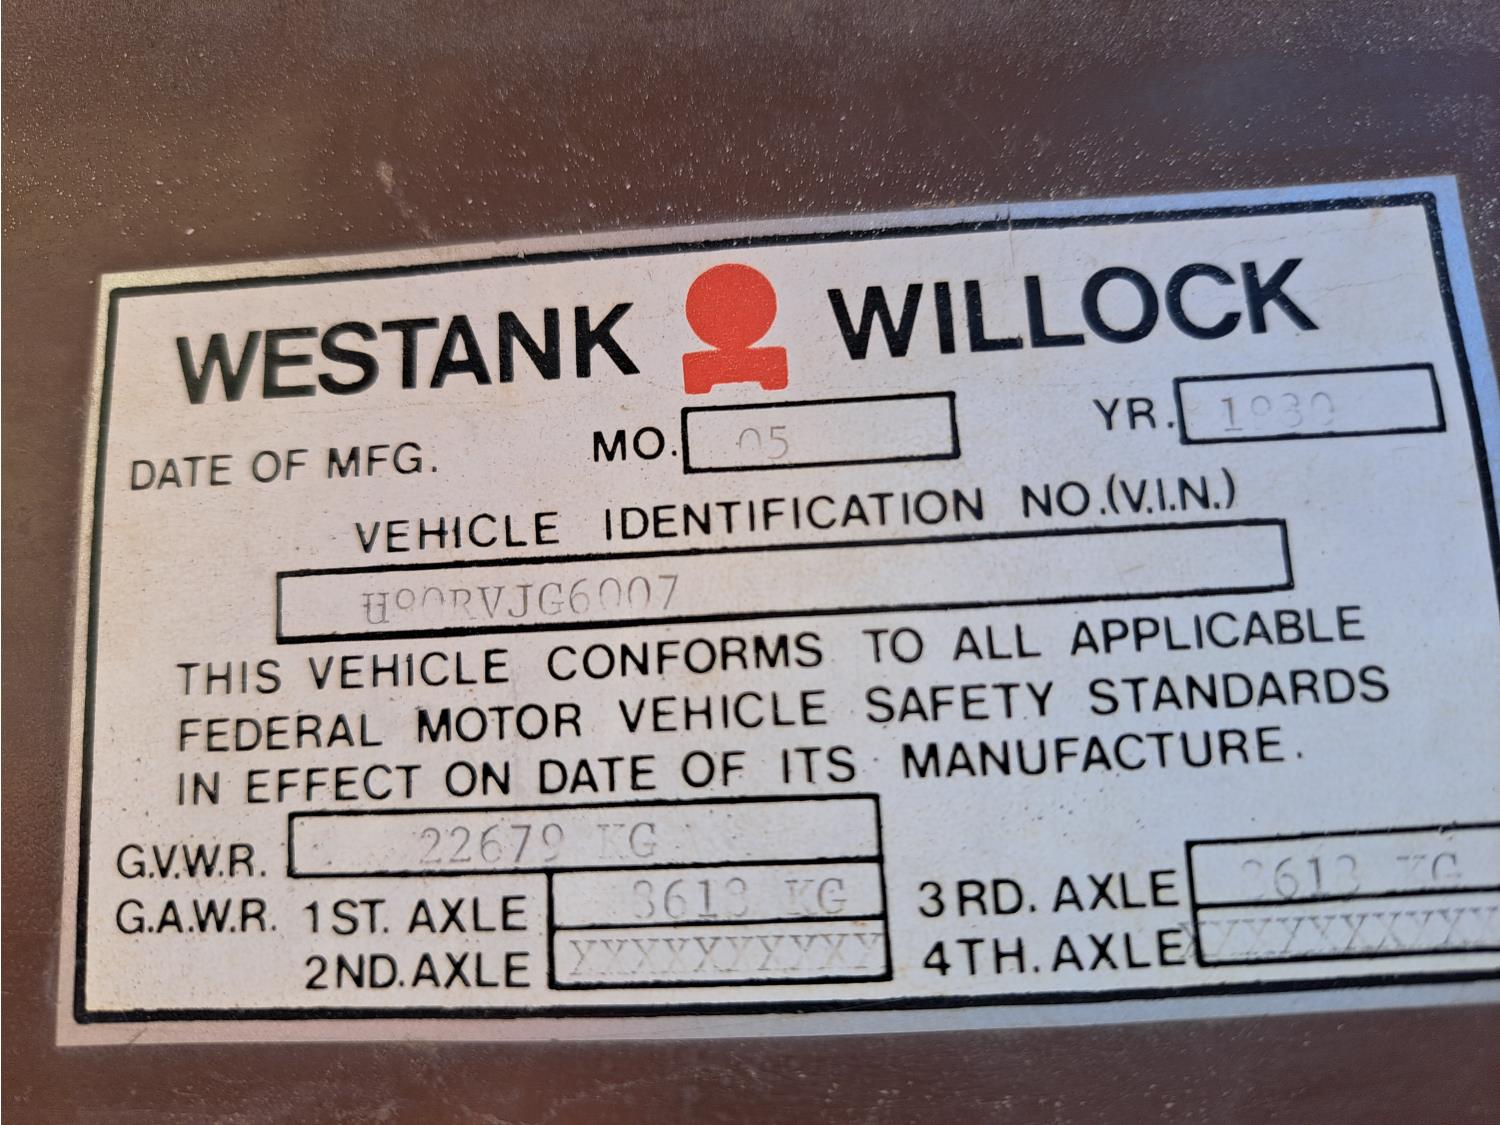 WESTANK WILLOCK
DATE OF MFG. MO. 05 YR.
VEHICLE IDENTIFICATION NO.(V.I.N.)
THIS VEHICLE CONFORMS TO ALL APPLICABLE
FEDERAL MOTOR VEHICLE SAFETY STANDARDS
IN EFFECT ON DATE OF ITS MANUFACTURE.
G.V.W.R. 22679 KG
G.A.W.R. 1ST. AXLE KG 3RD. AXLE KG
2ND. AXLE XXXXXXXXXX 4TH. AXLE